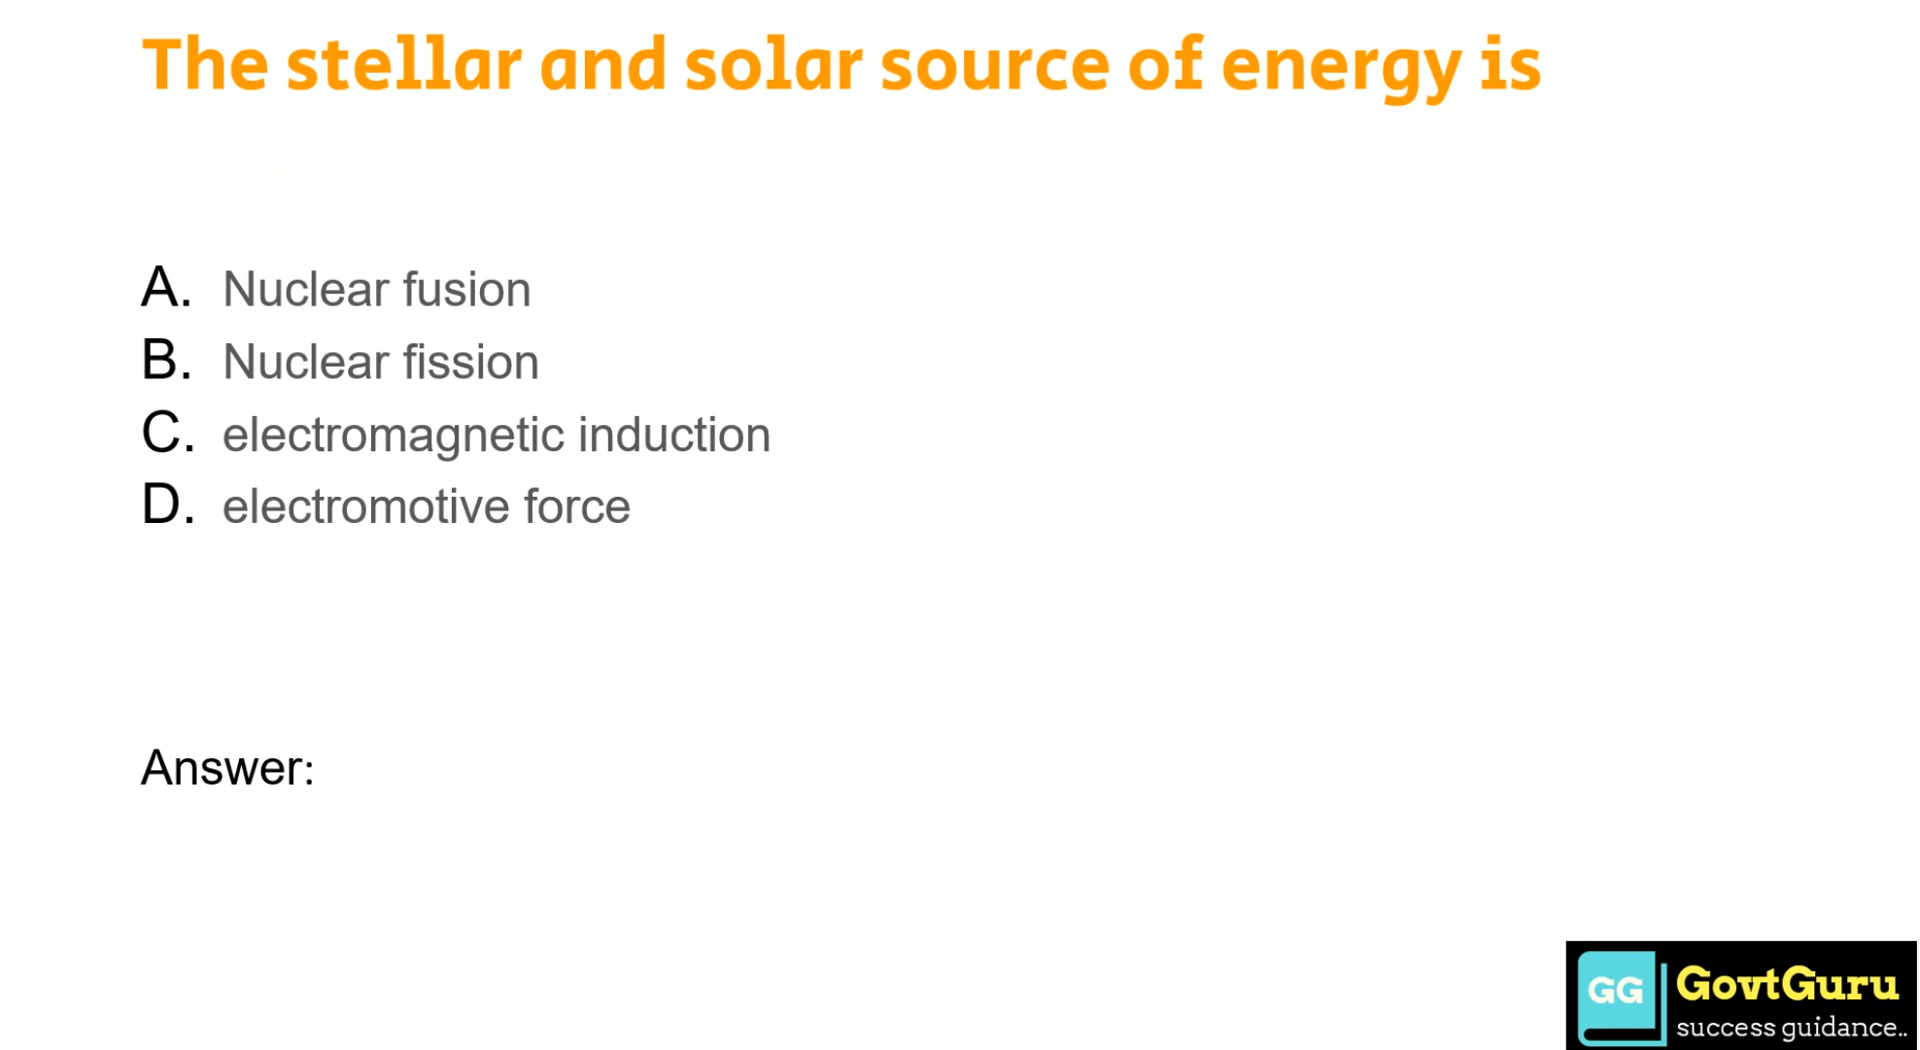 The stellar and solar source of energy is
A. Nuclear fusion
B. Nuclear fission
C. electromagnetic induction
D. electromotive force
Answer:
GG
GovtGuru
success guidance..